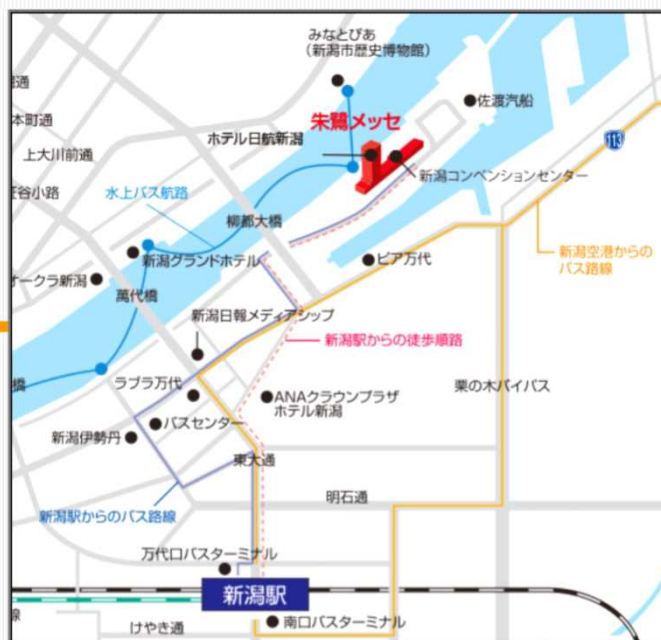 みなとぴあ
(新潟市歴史博物館)
佐渡汽船
朱鷺メッセ
本町通
ホテル日航新潟
113
上大川前通
新潟コンベンションセンター
水上バス航路
柳都大橋
新潟グランドホテル
ピア万代
新潟空港からの
バス路線
オークラ新潟
萬代橋
新潟日報メディアシップ
新潟駅からの徒歩順路
ラブラ万代
栗の木バイパス
ANAクラウンプラザ
ホテル新潟
バスセンター
新潟伊勢丹
東大通
明石通
新潟駅からのバス路線
万代口バスターミナル
新潟駅
南口バスターミナル
けやき通